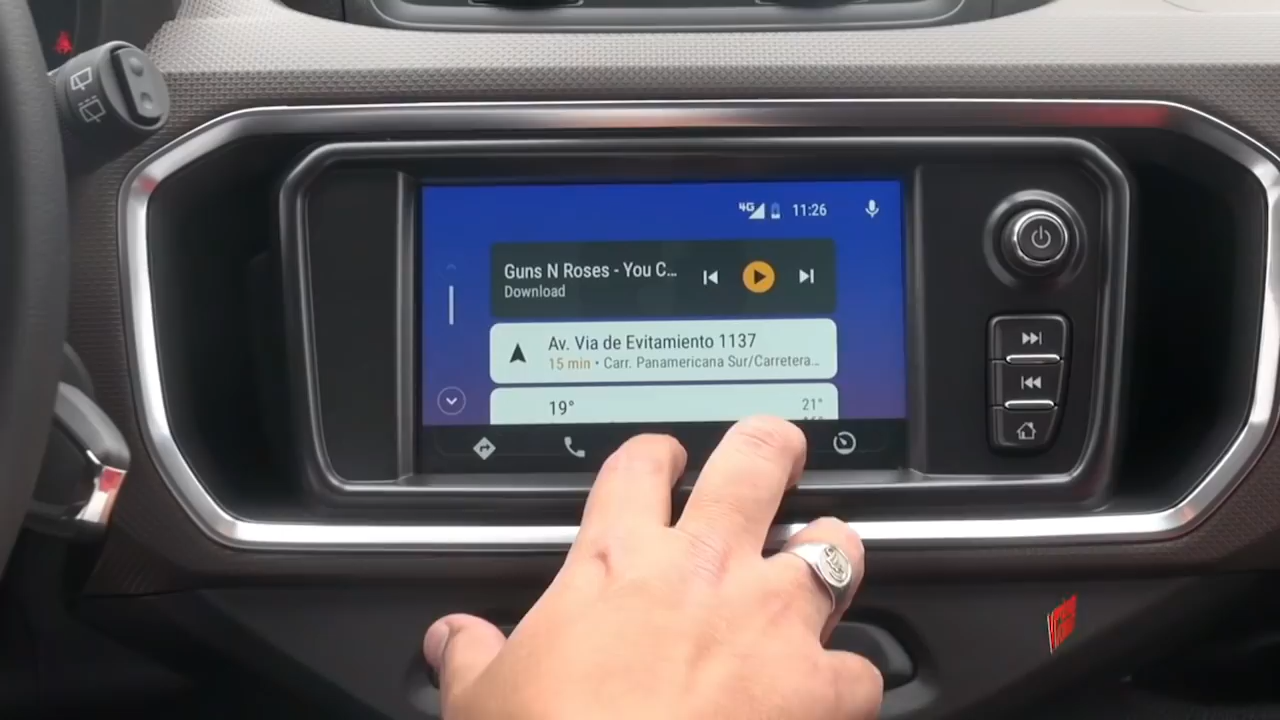 4G
11:26
Guns N Roses - You C...
Download
Av. Via de Evitamiento 1137
15 min • Carr. Panamericana Sur/Carretera...
19°
21°